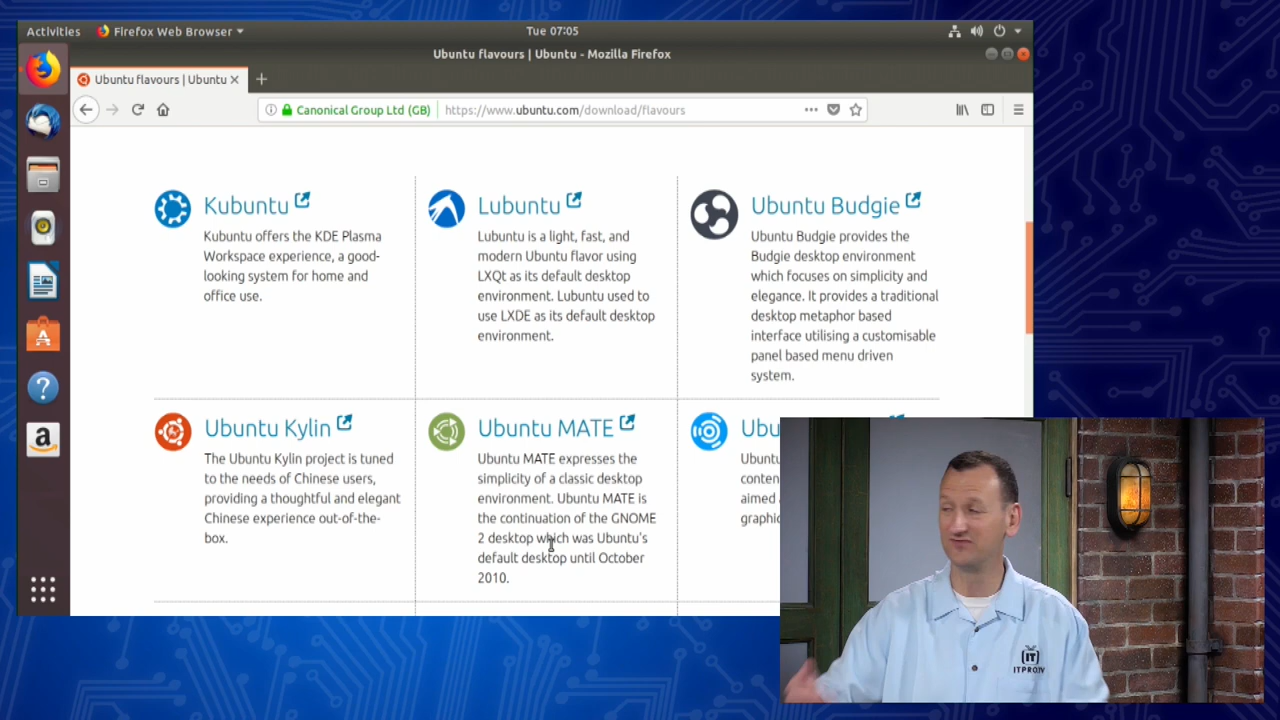 Activities Firefox Web Browser Tue 07:05
Ubuntu flavours | Ubuntu - Mozilla Firefox
Ubuntu flavours | Ubuntu
Canonical Group Ltd (GB) https://www.ubuntu.com/download/flavours
Kubuntu
Kubuntu offers the KDE Plasma
Workspace experience, a good-
looking system for home and
office use.
Lubuntu
Lubuntu is a light, fast, and
modern Ubuntu flavor using
LXQt as its default desktop
environment. Lubuntu used to
use LXDE as its default desktop
environment.
Ubuntu Budgie
Ubuntu Budgie provides the
Budgie desktop environment
which focuses on simplicity and
elegance. It provides a traditional
desktop metaphor based
interface utilising a customisable
panel based menu driven
system.
Ubuntu Kylin
The Ubuntu Kylin project is tuned
to the needs of Chinese users,
providing a thoughtful and elegant
Chinese experience out-of-the-
box.
Ubuntu MATE
Ubuntu MATE expresses the
simplicity of a classic desktop
environment. Ubuntu MATE is
the continuation of the GNOME
2 desktop which was Ubuntu's
default desktop until October
2010.
Ubu
Ubuntu
conten
aimed
graphic
IT
ITPROTV